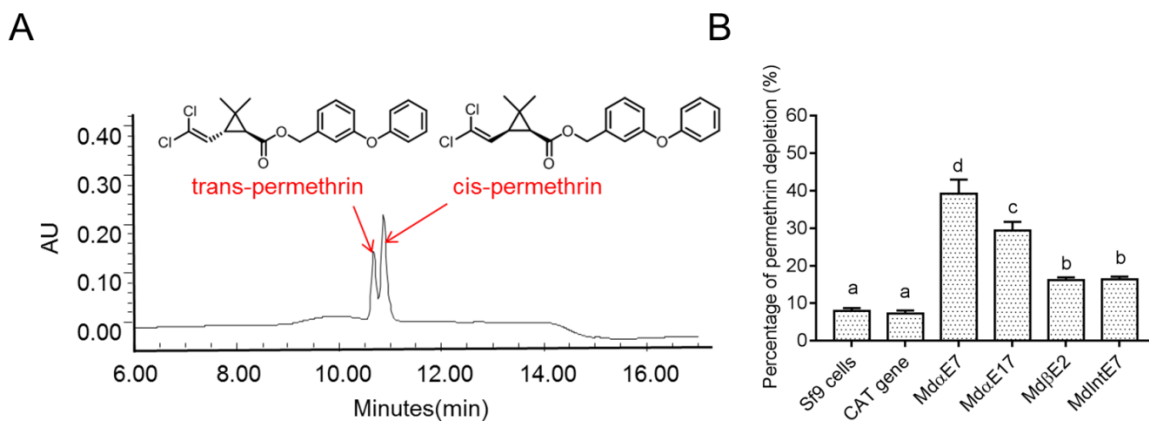 A
Cl
Cl
O
O
O
Cl
Cl
O
O
O
trans-permethrin
cis-permethrin
AU
0.40
0.30
0.20
0.10
0.00
6.00 8.00 10.00 12.00 14.00 16.00
Minutes(min)
B
Percentage of permethrin depletion (%)
60
50
40
30
20
10
0
a
a
d
c
b
b
Sf9 cells
CAT gene
MdαE7
MdαE17
MdβE2
MdIntE7